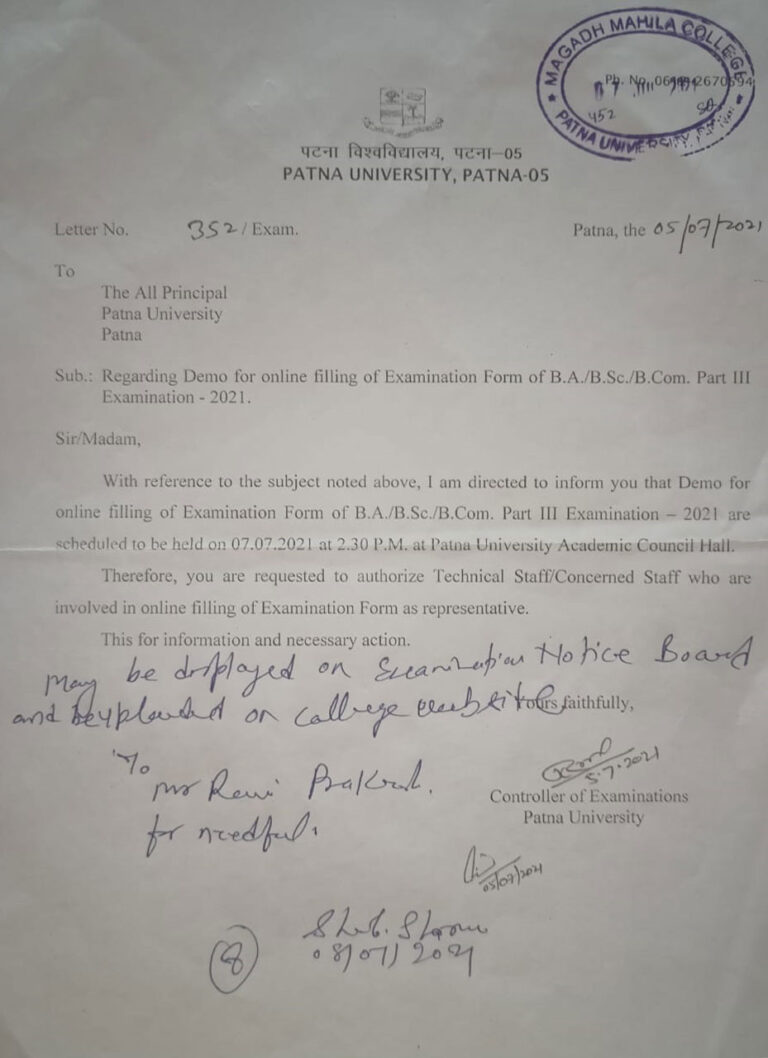 MAGADH MAHILA COLLEGE
Ph. No.
452
PATNA UNIVERSITY
पटना विश्वविद्यालय, पटना–05
PATNA UNIVERSITY, PATNA-05
Letter No. 352 / Exam. Patna, the 05/07/2021
To
The All Principal
Patna University
Patna
Sub.: Regarding Demo for online filling of Examination Form of B.A./B.Sc./B.Com. Part III
Examination - 2021.
Sir/Madam,
With reference to the subject noted above, I am directed to inform you that Demo for
online filling of Examination Form of B.A./B.Sc./B.Com. Part III Examination – 2021 are
scheduled to be held on 07.07.2021 at 2.30 P.M. at Patna University Academic Council Hall.
Therefore, you are requested to authorize Technical Staff/Concerned Staff who are
involved in online filling of Examination Form as representative.
This for information and necessary action.
May be displayed on Examination Notice Board
and be uploaded on college website
Yours faithfully,
To
Mr Ravi Prakash.
for needful.
5.7.2021
Controller of Examinations
Patna University
05/07/2021
08/07/2021
8